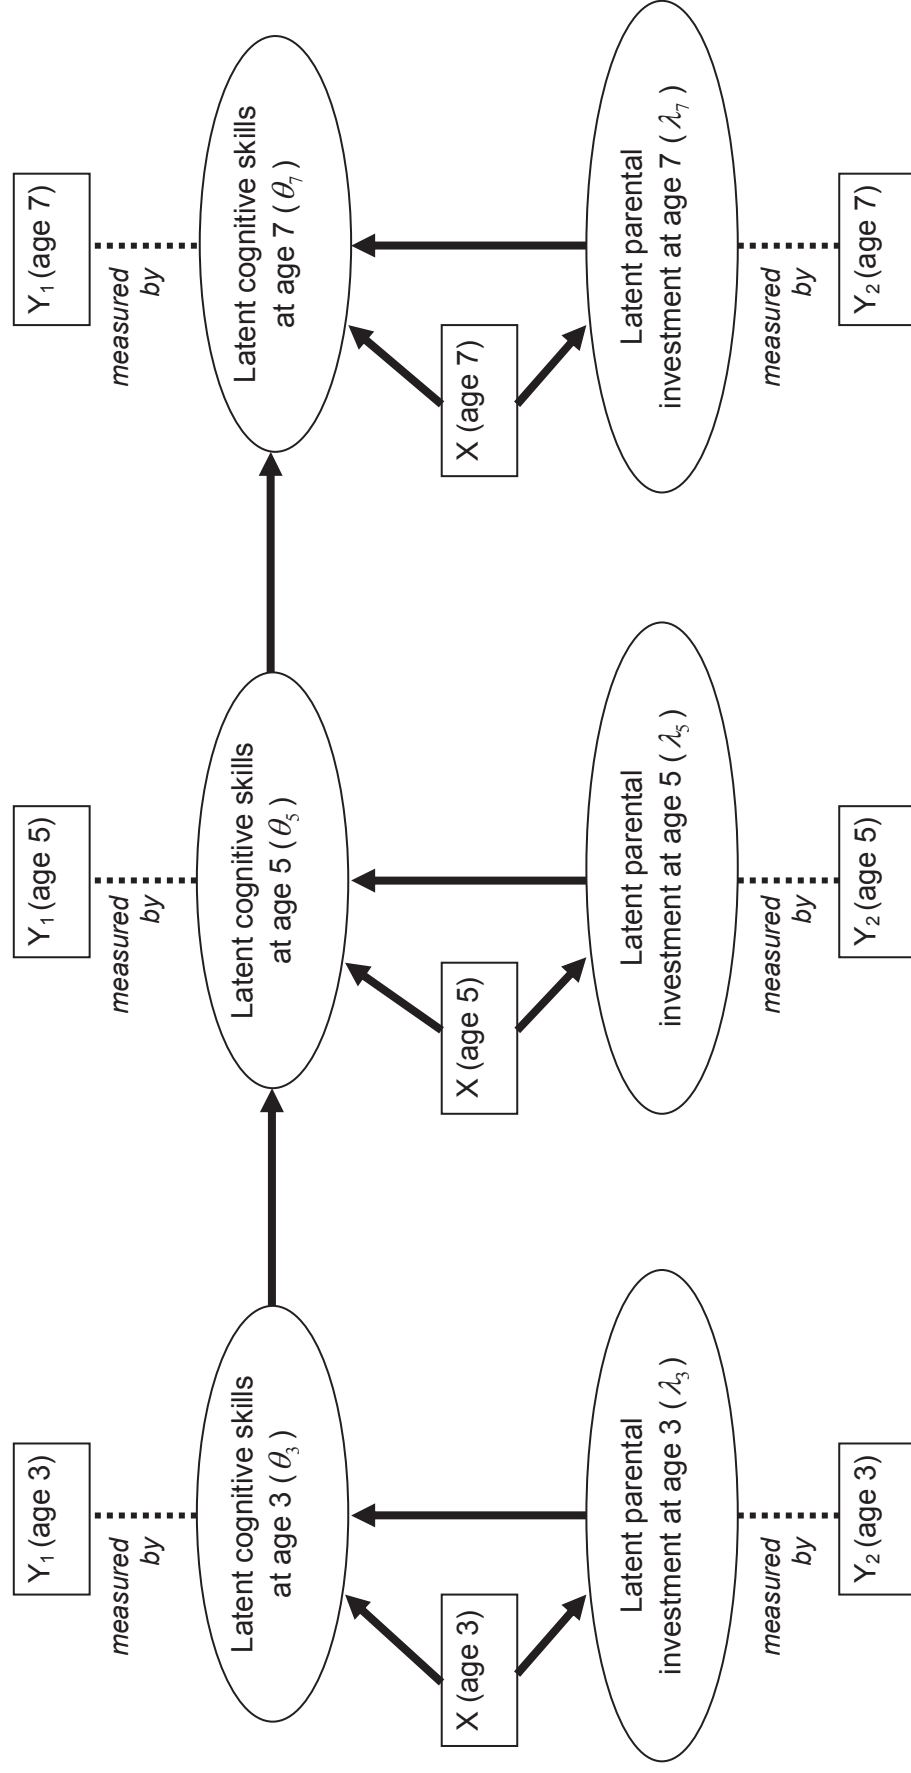 Y₁ (age 3)
measured
by
Latent cognitive skills
at age 3 (θ₃)
X (age 3)
Latent parental
investment at age 3 (λ₃)
measured
by
Y₂ (age 3)
Y₁ (age 5)
measured
by
Latent cognitive skills
at age 5 (θ₅)
X (age 5)
Latent parental
investment at age 5 (λ₅)
measured
by
Y₂ (age 5)
Y₁ (age 7)
measured
by
Latent cognitive skills
at age 7 (θ₇)
X (age 7)
Latent parental
investment at age 7 (λ₇)
measured
by
Y₂ (age 7)